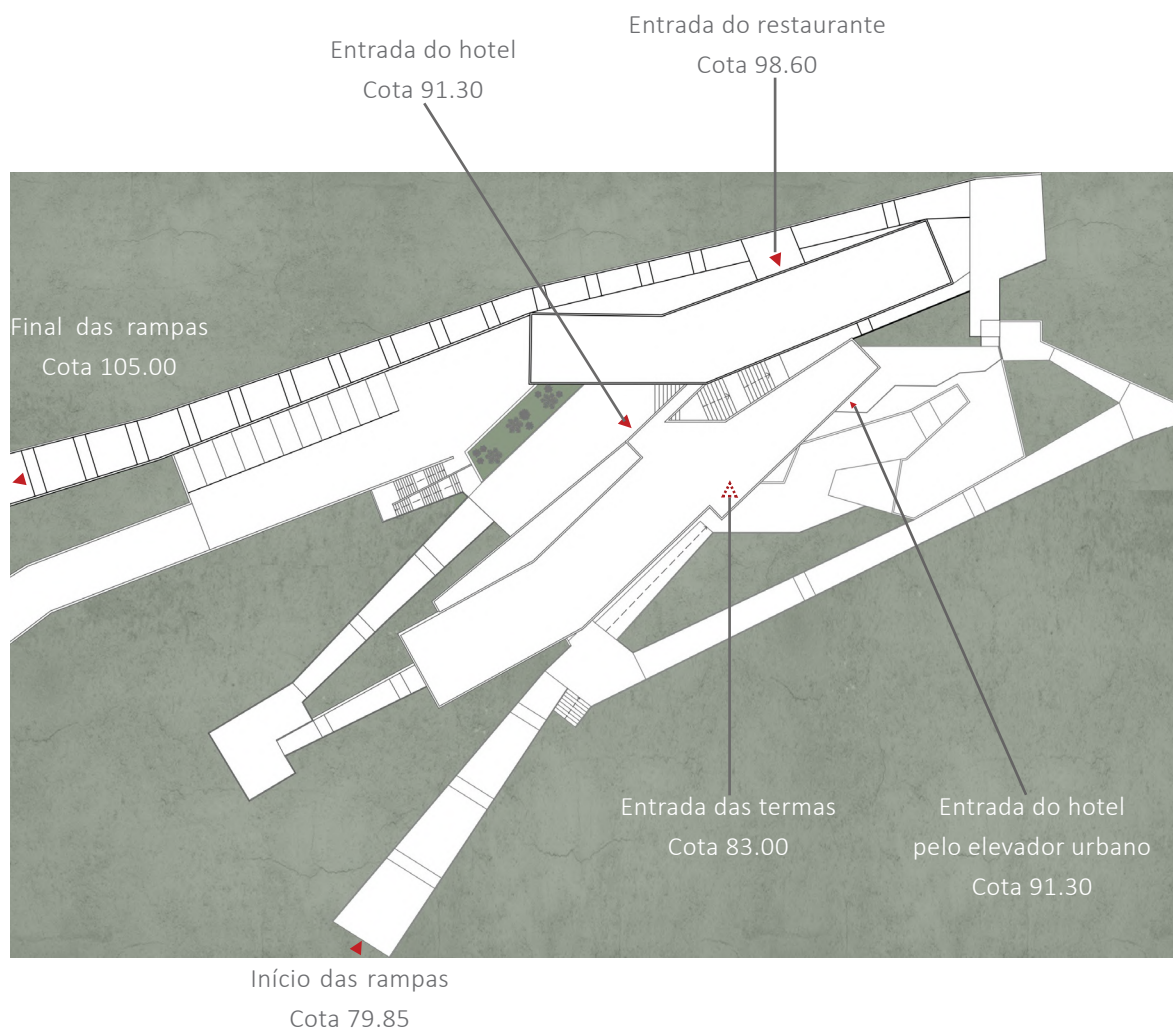 Entrada do restaurante
Cota 98.60
Entrada do hotel
Cota 91.30
Final das rampas
Cota 105.00
Entrada das termas
Cota 83.00
Entrada do hotel
pelo elevador urbano
Cota 91.30
Início das rampas
Cota 79.85